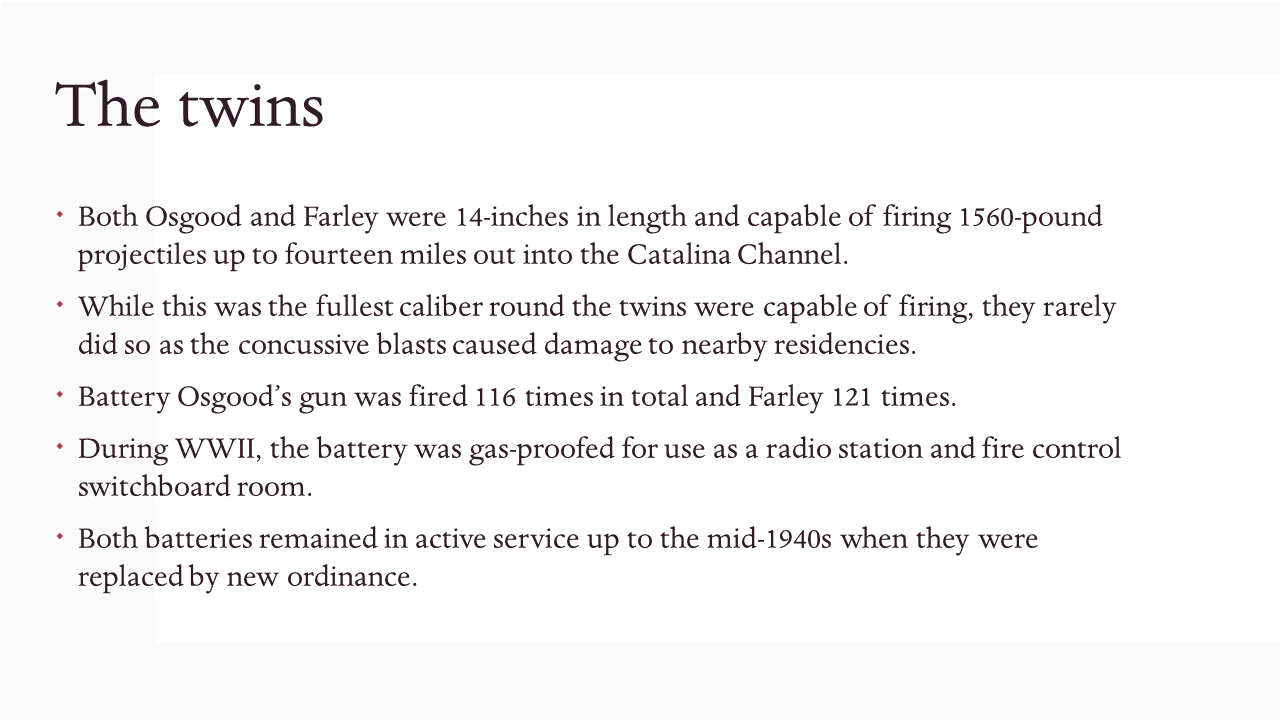 The twins
Both Osgood and Farley were 14-inches in length and capable of firing 1560-pound
projectiles up to fourteen miles out into the Catalina Channel.
While this was the fullest caliber round the twins were capable of firing, they rarely
did so as the concussive blasts caused damage to nearby residencies.
Battery Osgood’s gun was fired 116 times in total and Farley 121 times.
During WWII, the battery was gas-proofed for use as a radio station and fire control
switchboard room.
Both batteries remained in active service up to the mid-1940s when they were
replaced by new ordinance.